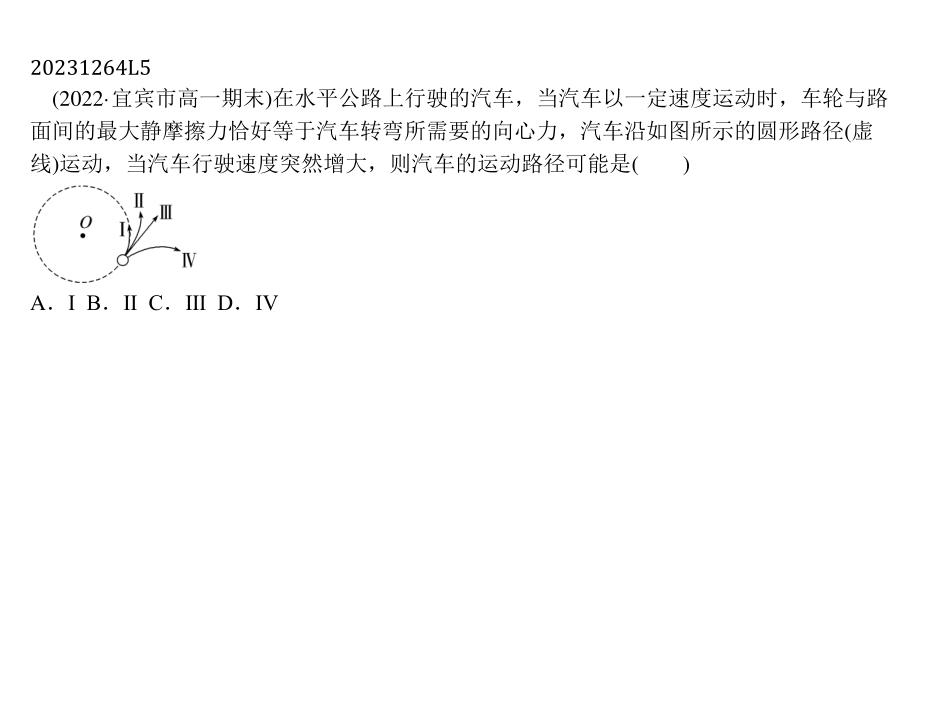 20231264L5
(2022·宜宾市高一期末)在水平公路上行驶的汽车，当汽车以一定速度运动时，车轮与路
面间的最大静摩擦力恰好等于汽车转弯所需要的向心力，汽车沿如图所示的圆形路径(虚
线)运动，当汽车行驶速度突然增大，则汽车的运动路径可能是(　　)
Ⅱ
Ⅲ
O
Ⅰ
Ⅳ
A．Ⅰ B．Ⅱ C．Ⅲ D．Ⅳ